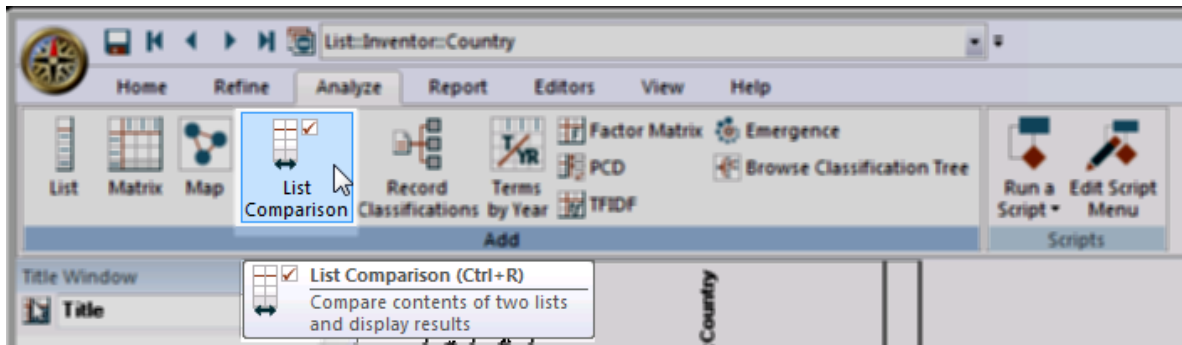 List::Inventor::Country
Home Refine Analyze Report Editors View Help
List Matrix Map List Comparison Record Classifications Terms by Year Factor Matrix PCD TFIDF Emergence Browse Classification Tree Run a Script Edit Script Menu
Add Scripts
Title Window
Title
List Comparison (Ctrl+R)
Compare contents of two lists
and display results
Country